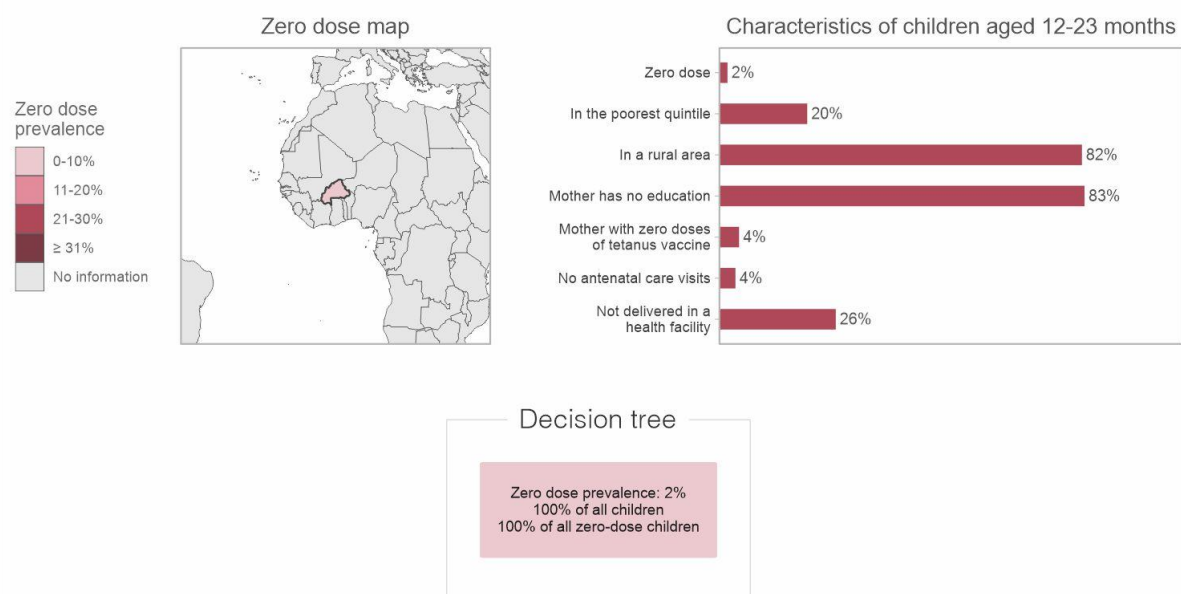 Zero dose map
Zero dose
prevalence
0-10%
11-20%
21-30%
≥ 31%
No information
Characteristics of children aged 12-23 months
Zero dose
2%
In the poorest quintile
20%
In a rural area
82%
Mother has no education
83%
Mother with zero doses
of tetanus vaccine
4%
No antenatal care visits
4%
Not delivered in a
health facility
26%
Decision tree
Zero dose prevalence: 2%
100% of all children
100% of all zero-dose children